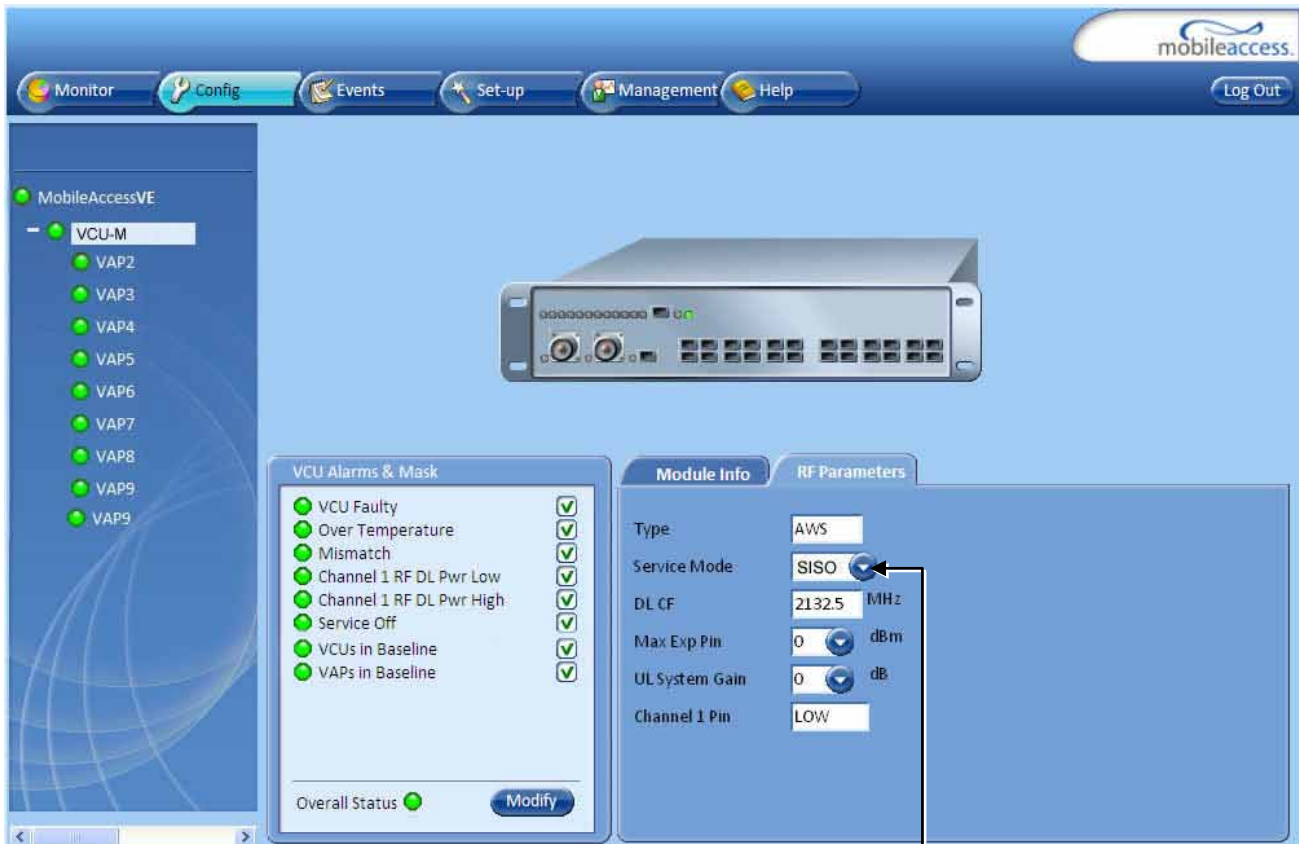 mobileaccess.
Monitor
Config
Events
Set-up
Management
Help
Log Out
MobileAccessVE
VCU-M
VAP2
VAP3
VAP4
VAP5
VAP6
VAP7
VAP8
VAP9
VAP9
VCU Alarms & Mask
VCU Faulty
Over Temperature
Mismatch
Channel 1 RF DL Pwr Low
Channel 1 RF DL Pwr High
Service Off
VCUs in Baseline
VAPs in Baseline
Overall Status
Modify
Module Info
RF Parameters
Type AWS
Service Mode SISO
DL CF 2132.5 MHz
Max Exp Pin 0 dBm
UL System Gain 0 dB
Channel 1 Pin LOW